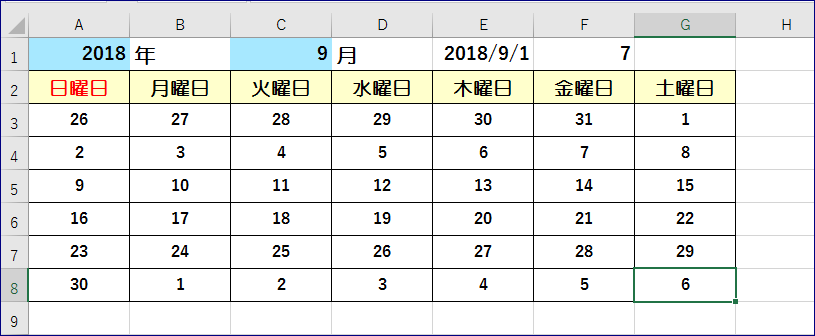 A B C D E F G H
1 2018 年 9 月 2018/9/1 7
2 日曜日 月曜日 火曜日 水曜日 木曜日 金曜日 土曜日
3 26 27 28 29 30 31 1
4 2 3 4 5 6 7 8
5 9 10 11 12 13 14 15
6 16 17 18 19 20 21 22
7 23 24 25 26 27 28 29
8 30 1 2 3 4 5 6
9